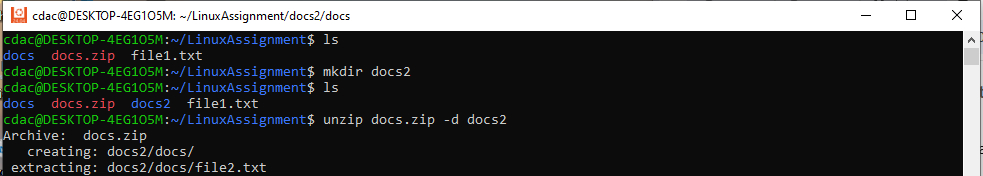 cdac@DESKTOP-4EG1O5M: ~/LinuxAssignment/docs2/docs
cdac@DESKTOP-4EG1O5M:~/LinuxAssignment$ ls
docs  docs.zip  file1.txt
cdac@DESKTOP-4EG1O5M:~/LinuxAssignment$ mkdir docs2
cdac@DESKTOP-4EG1O5M:~/LinuxAssignment$ ls
docs  docs.zip  docs2  file1.txt
cdac@DESKTOP-4EG1O5M:~/LinuxAssignment$ unzip docs.zip -d docs2
Archive:  docs.zip
   creating: docs2/docs/
 extracting: docs2/docs/file2.txt